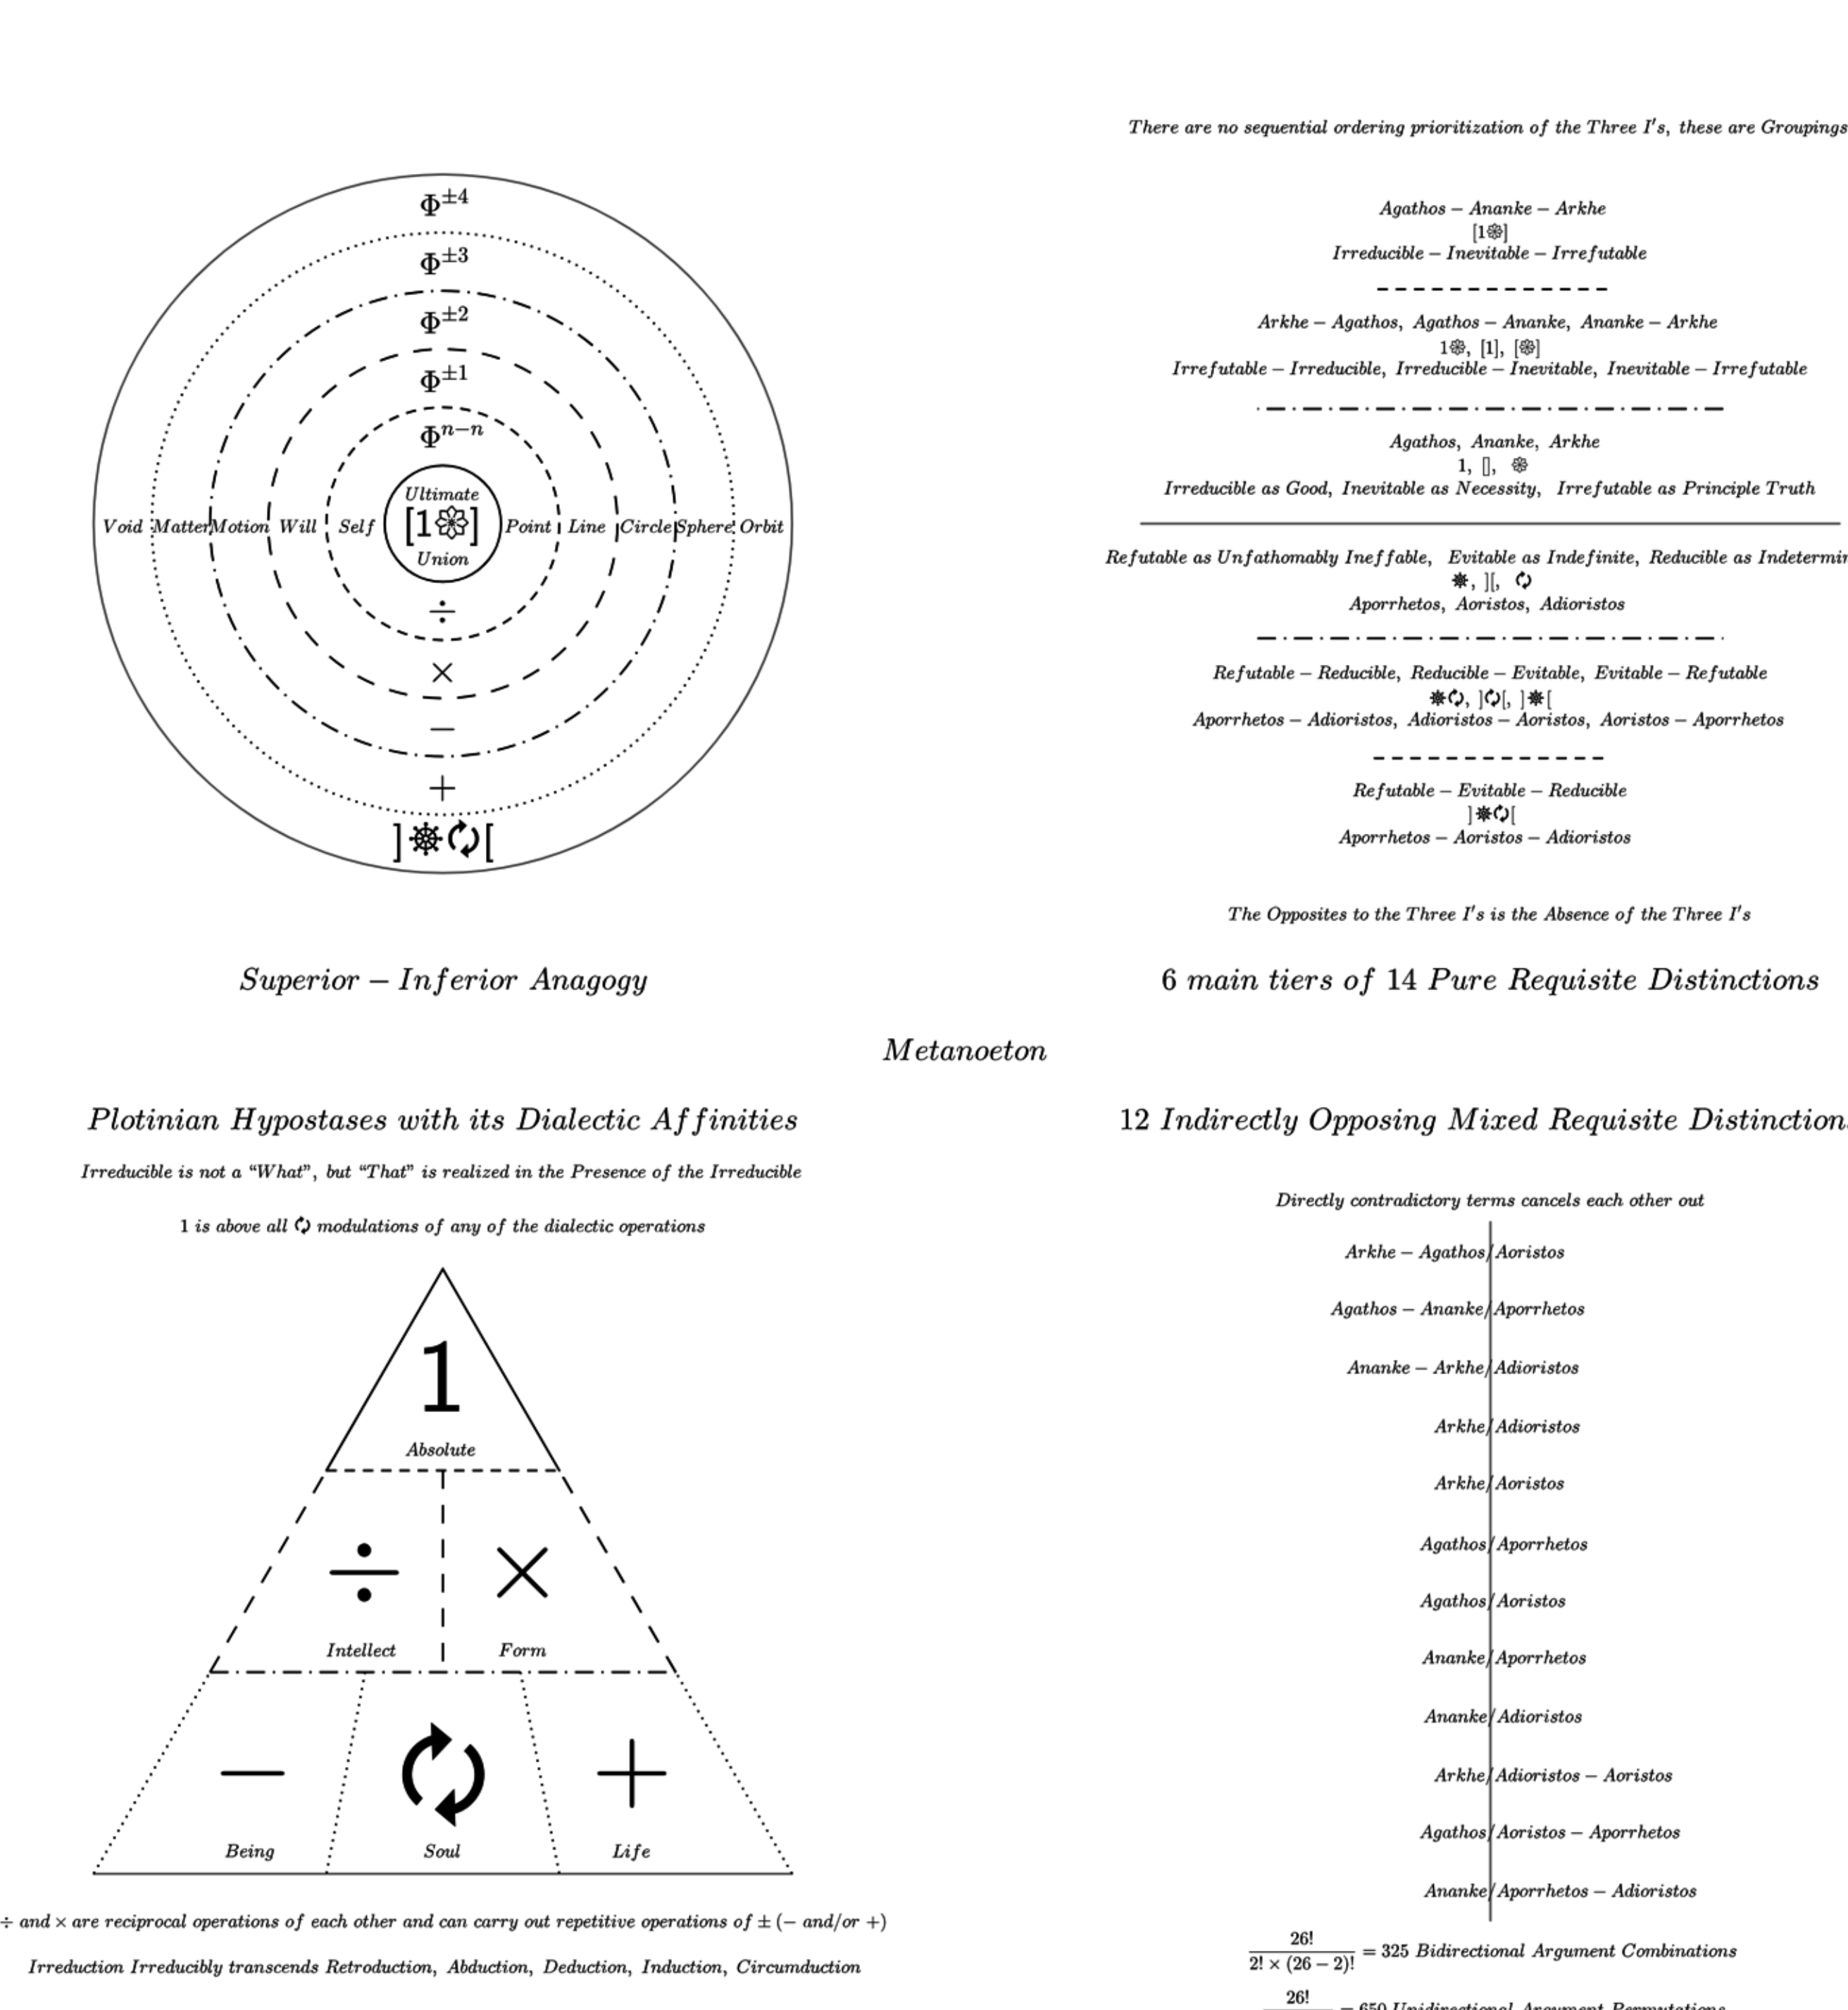 Φ±4
Φ±3
Φ±2
Φ±1
Φn−n
Ultimate
Void Matter Motion Will Self [1❁] Point Line Circle Sphere Orbit
Union
÷
×
−
+
]☸🗘[
Superior − Inferior Anagogy
There are no sequential ordering prioritization of the Three I's, these are Groupings
Agathos − Ananke − Arkhe
[1❁]
Irreducible − Inevitable − Irrefutable
Arkhe − Agathos, Agathos − Ananke, Ananke − Arkhe
1❁, [1], [❁]
Irrefutable − Irreducible, Irreducible − Inevitable, Inevitable − Irrefutable
Agathos, Ananke, Arkhe
1, [], ❁
Irreducible as Good, Inevitable as Necessity, Irrefutable as Principle Truth
Refutable as Unfathomably Ineffable, Evitable as Indefinite, Reducible as Indetermin
☸, ][, 🗘
Aporrhetos, Aoristos, Adioristos
Refutable − Reducible, Reducible − Evitable, Evitable − Refutable
☸🗘, ]🗘[, ]☸[
Aporrhetos − Adioristos, Adioristos − Aoristos, Aoristos − Aporrhetos
Refutable − Evitable − Reducible
]☸🗘[
Aporrhetos − Aoristos − Adioristos
The Opposites to the Three I's is the Absence of the Three I's
6 main tiers of 14 Pure Requisite Distinctions
Metanoeton
Plotinian Hypostases with its Dialectic Affinities
Irreducible is not a “What”, but “That” is realized in the Presence of the Irreducible
1 is above all 🗘 modulations of any of the dialectic operations
1
Absolute
÷ ×
Intellect Form
− 🗘 +
Being Soul Life
÷ and × are reciprocal operations of each other and can carry out repetitive operations of ± (− and/or +)
Irreduction Irreducibly transcends Retroduction, Abduction, Deduction, Induction, Circumduction
12 Indirectly Opposing Mixed Requisite Distinction
Directly contradictory terms cancels each other out
Arkhe − Agathos/Aoristos
Agathos − Ananke/Aporrhetos
Ananke − Arkhe/Adioristos
Arkhe/Adioristos
Arkhe/Aoristos
Agathos/Aporrhetos
Agathos/Aoristos
Ananke/Aporrhetos
Ananke/Adioristos
Arkhe/Adioristos − Aoristos
Agathos/Aoristos − Aporrhetos
Ananke/Aporrhetos − Adioristos
26!
2! × (26 − 2)! = 325 Bidirectional Argument Combinations
26!
= 650 Unidirectional Argument Permutations